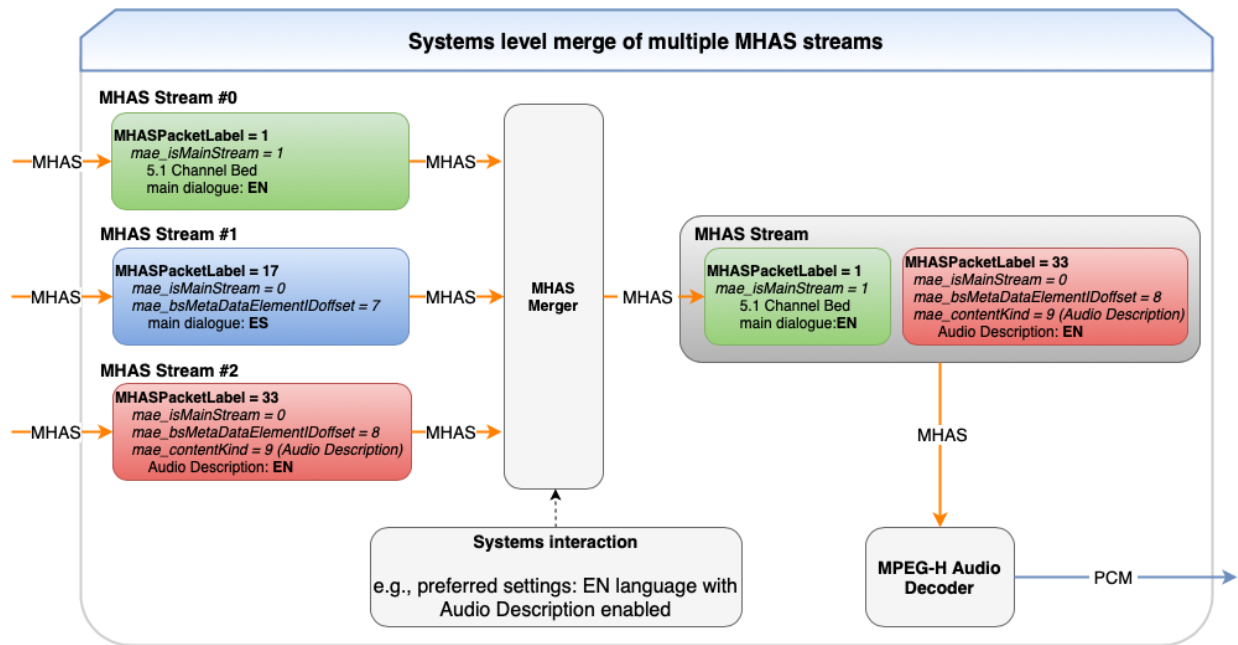 Systems level merge of multiple MHAS streams
MHAS Stream #0
MHASPacketLabel = 1
mae_isMainStream = 1
5.1 Channel Bed
main dialogue: EN
MHAS
MHAS
MHAS Stream #1
MHASPacketLabel = 17
mae_isMainStream = 0
mae_bsMetaDataElementIDoffset = 7
main dialogue: ES
MHAS
MHAS
MHAS Stream #2
MHASPacketLabel = 33
mae_isMainStream = 0
mae_bsMetaDataElementIDoffset = 8
mae_contentKind = 9 (Audio Description)
Audio Description: EN
MHAS
MHAS
MHAS
Merger
MHAS
MHAS Stream
MHASPacketLabel = 1
mae_isMainStream = 1
5.1 Channel Bed
main dialogue:EN
MHASPacketLabel = 33
mae_isMainStream = 0
mae_bsMetaDataElementIDoffset = 8
mae_contentKind = 9 (Audio Description)
Audio Description: EN
MHAS
Systems interaction
e.g., preferred settings: EN language with
Audio Description enabled
MPEG-H Audio
Decoder
PCM